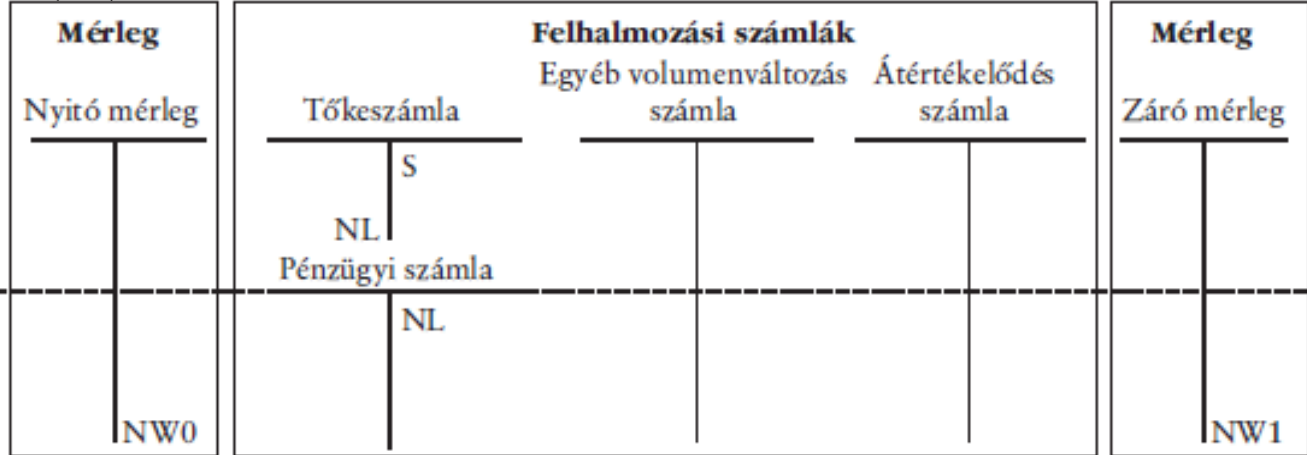 Mérleg
Nyitó mérleg
NW0
Felhalmozási számlák
Tőkeszámla
S
NL
Pénzügyi számla
NL
Egyéb volumenváltozás
számla
Átértékelődés
számla
Mérleg
Záró mérleg
NW1